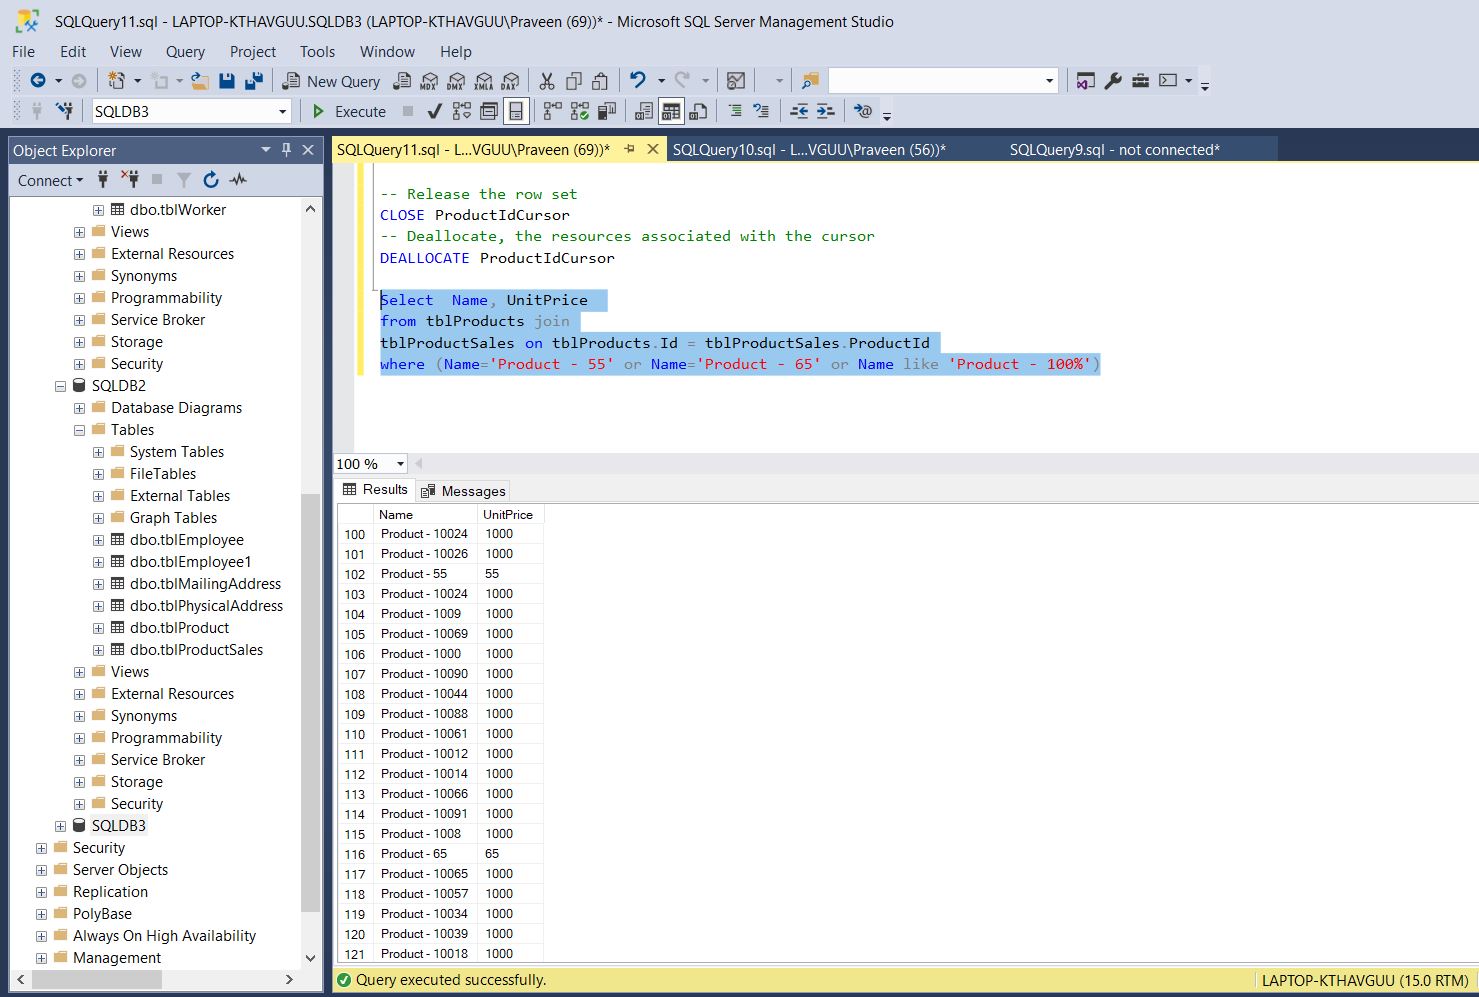 SQLQuery11.sql - LAPTOP-KTHAVGUU.SQLDB3 (LAPTOP-KTHAVGUU\Praveen (69))* - Microsoft SQL Server Management Studio
File Edit View Query Project Tools Window Help
New Query MDX DMX XMLA DAX
SQLDB3 Execute
Object Explorer
Connect
dbo.tblWorker
Views
External Resources
Synonyms
Programmability
Service Broker
Storage
Security
SQLDB2
Database Diagrams
Tables
System Tables
FileTables
External Tables
Graph Tables
dbo.tblEmployee
dbo.tblEmployee1
dbo.tblMailingAddress
dbo.tblPhysicalAddress
dbo.tblProduct
dbo.tblProductSales
Views
External Resources
Synonyms
Programmability
Service Broker
Storage
Security
SQLDB3
Security
Server Objects
Replication
PolyBase
Always On High Availability
Management
SQLQuery11.sql - L...VGUU\Praveen (69))* SQLQuery10.sql - L...VGUU\Praveen (56))* SQLQuery9.sql - not connected*
-- Release the row set
CLOSE ProductIdCursor
-- Deallocate, the resources associated with the cursor
DEALLOCATE ProductIdCursor
Select  Name, UnitPrice
from tblProducts join
tblProductSales on tblProducts.Id = tblProductSales.ProductId
where (Name='Product - 55' or Name='Product - 65' or Name like 'Product - 100%')
100 %
Results Messages
Name UnitPrice
100 Product - 10024 1000
101 Product - 10026 1000
102 Product - 55 55
103 Product - 10024 1000
104 Product - 1009 1000
105 Product - 10069 1000
106 Product - 1000 1000
107 Product - 10090 1000
108 Product - 10044 1000
109 Product - 10088 1000
110 Product - 10061 1000
111 Product - 10012 1000
112 Product - 10014 1000
113 Product - 10066 1000
114 Product - 10091 1000
115 Product - 1008 1000
116 Product - 65 65
117 Product - 10065 1000
118 Product - 10057 1000
119 Product - 10034 1000
120 Product - 10039 1000
121 Product - 10018 1000
Query executed successfully. LAPTOP-KTHAVGUU (15.0 RTM)